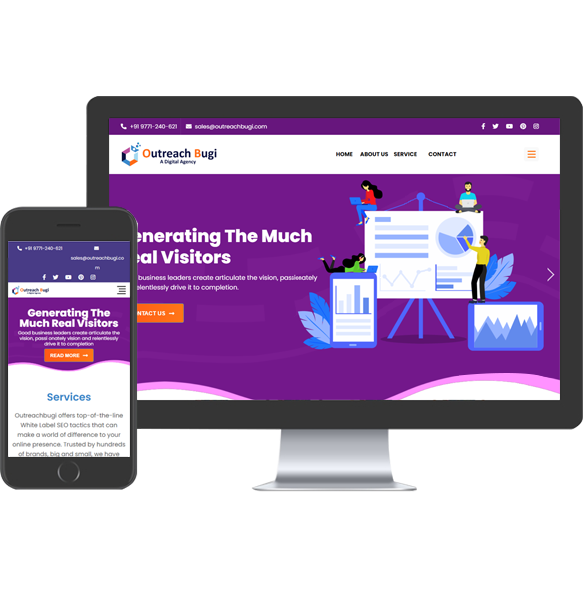 +91 9771-240-621 sales@outreachbugi.com
Outreach Bugi
A Digital Agency
HOME ABOUT US SERVICE CONTACT
enerating The Much
eal Visitors
business leaders create articulate the vision, passieately
elentlessly drive it to completion.
NTACT US →
+91 9771-240-621
sales@outreachbugi.co
m
Outreach Bugi
Generating The
Much Real Visitors
Good business leaders create articulate the
vision, passi onately vision and relentlessly
drive it to completion
READ MORE →
Services
Outreachbugi offers top-of-the-line
White Label SEO tactics that can
make a world of difference to your
online presence. Trusted by hundreds
of brands, big and small, we have